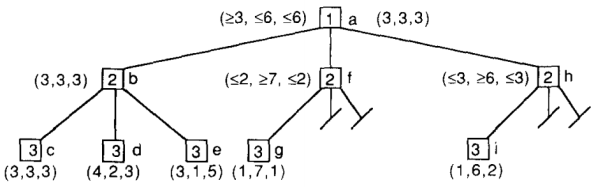 (≥3, ≤6, ≤6) 1 a (3,3,3)
(3,3,3) 2 b (≤2, ≥7, ≤2) 2 f (≤3, ≥6, ≤3) 2 h
3 c 3 d 3 e 3 g 3 i
(3,3,3) (4,2,3) (3,1,5) (1,7,1) (1,6,2)